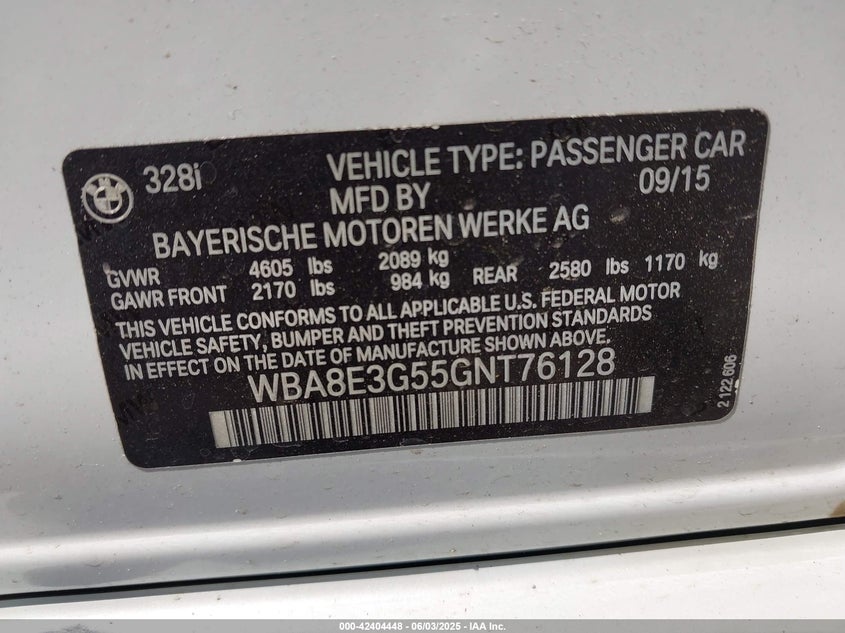 328i VEHICLE TYPE: PASSENGER CAR
MFD BY 09/15
BAYERISCHE MOTOREN WERKE AG
GVWR 4605 lbs 2089 kg
GAWR FRONT 2170 lbs 984 kg REAR 2580 lbs 1170 kg
THIS VEHICLE CONFORMS TO ALL APPLICABLE U.S. FEDERAL MOTOR
VEHICLE SAFETY, BUMPER AND THEFT PREVENTION STANDARDS
IN EFFECT ON THE DATE OF MANUFACTURE SHOWN ABOVE.
WBA8E3G55GNT76128
2 122 606
000-42404448 - 06/03/2025 - IAA Inc.